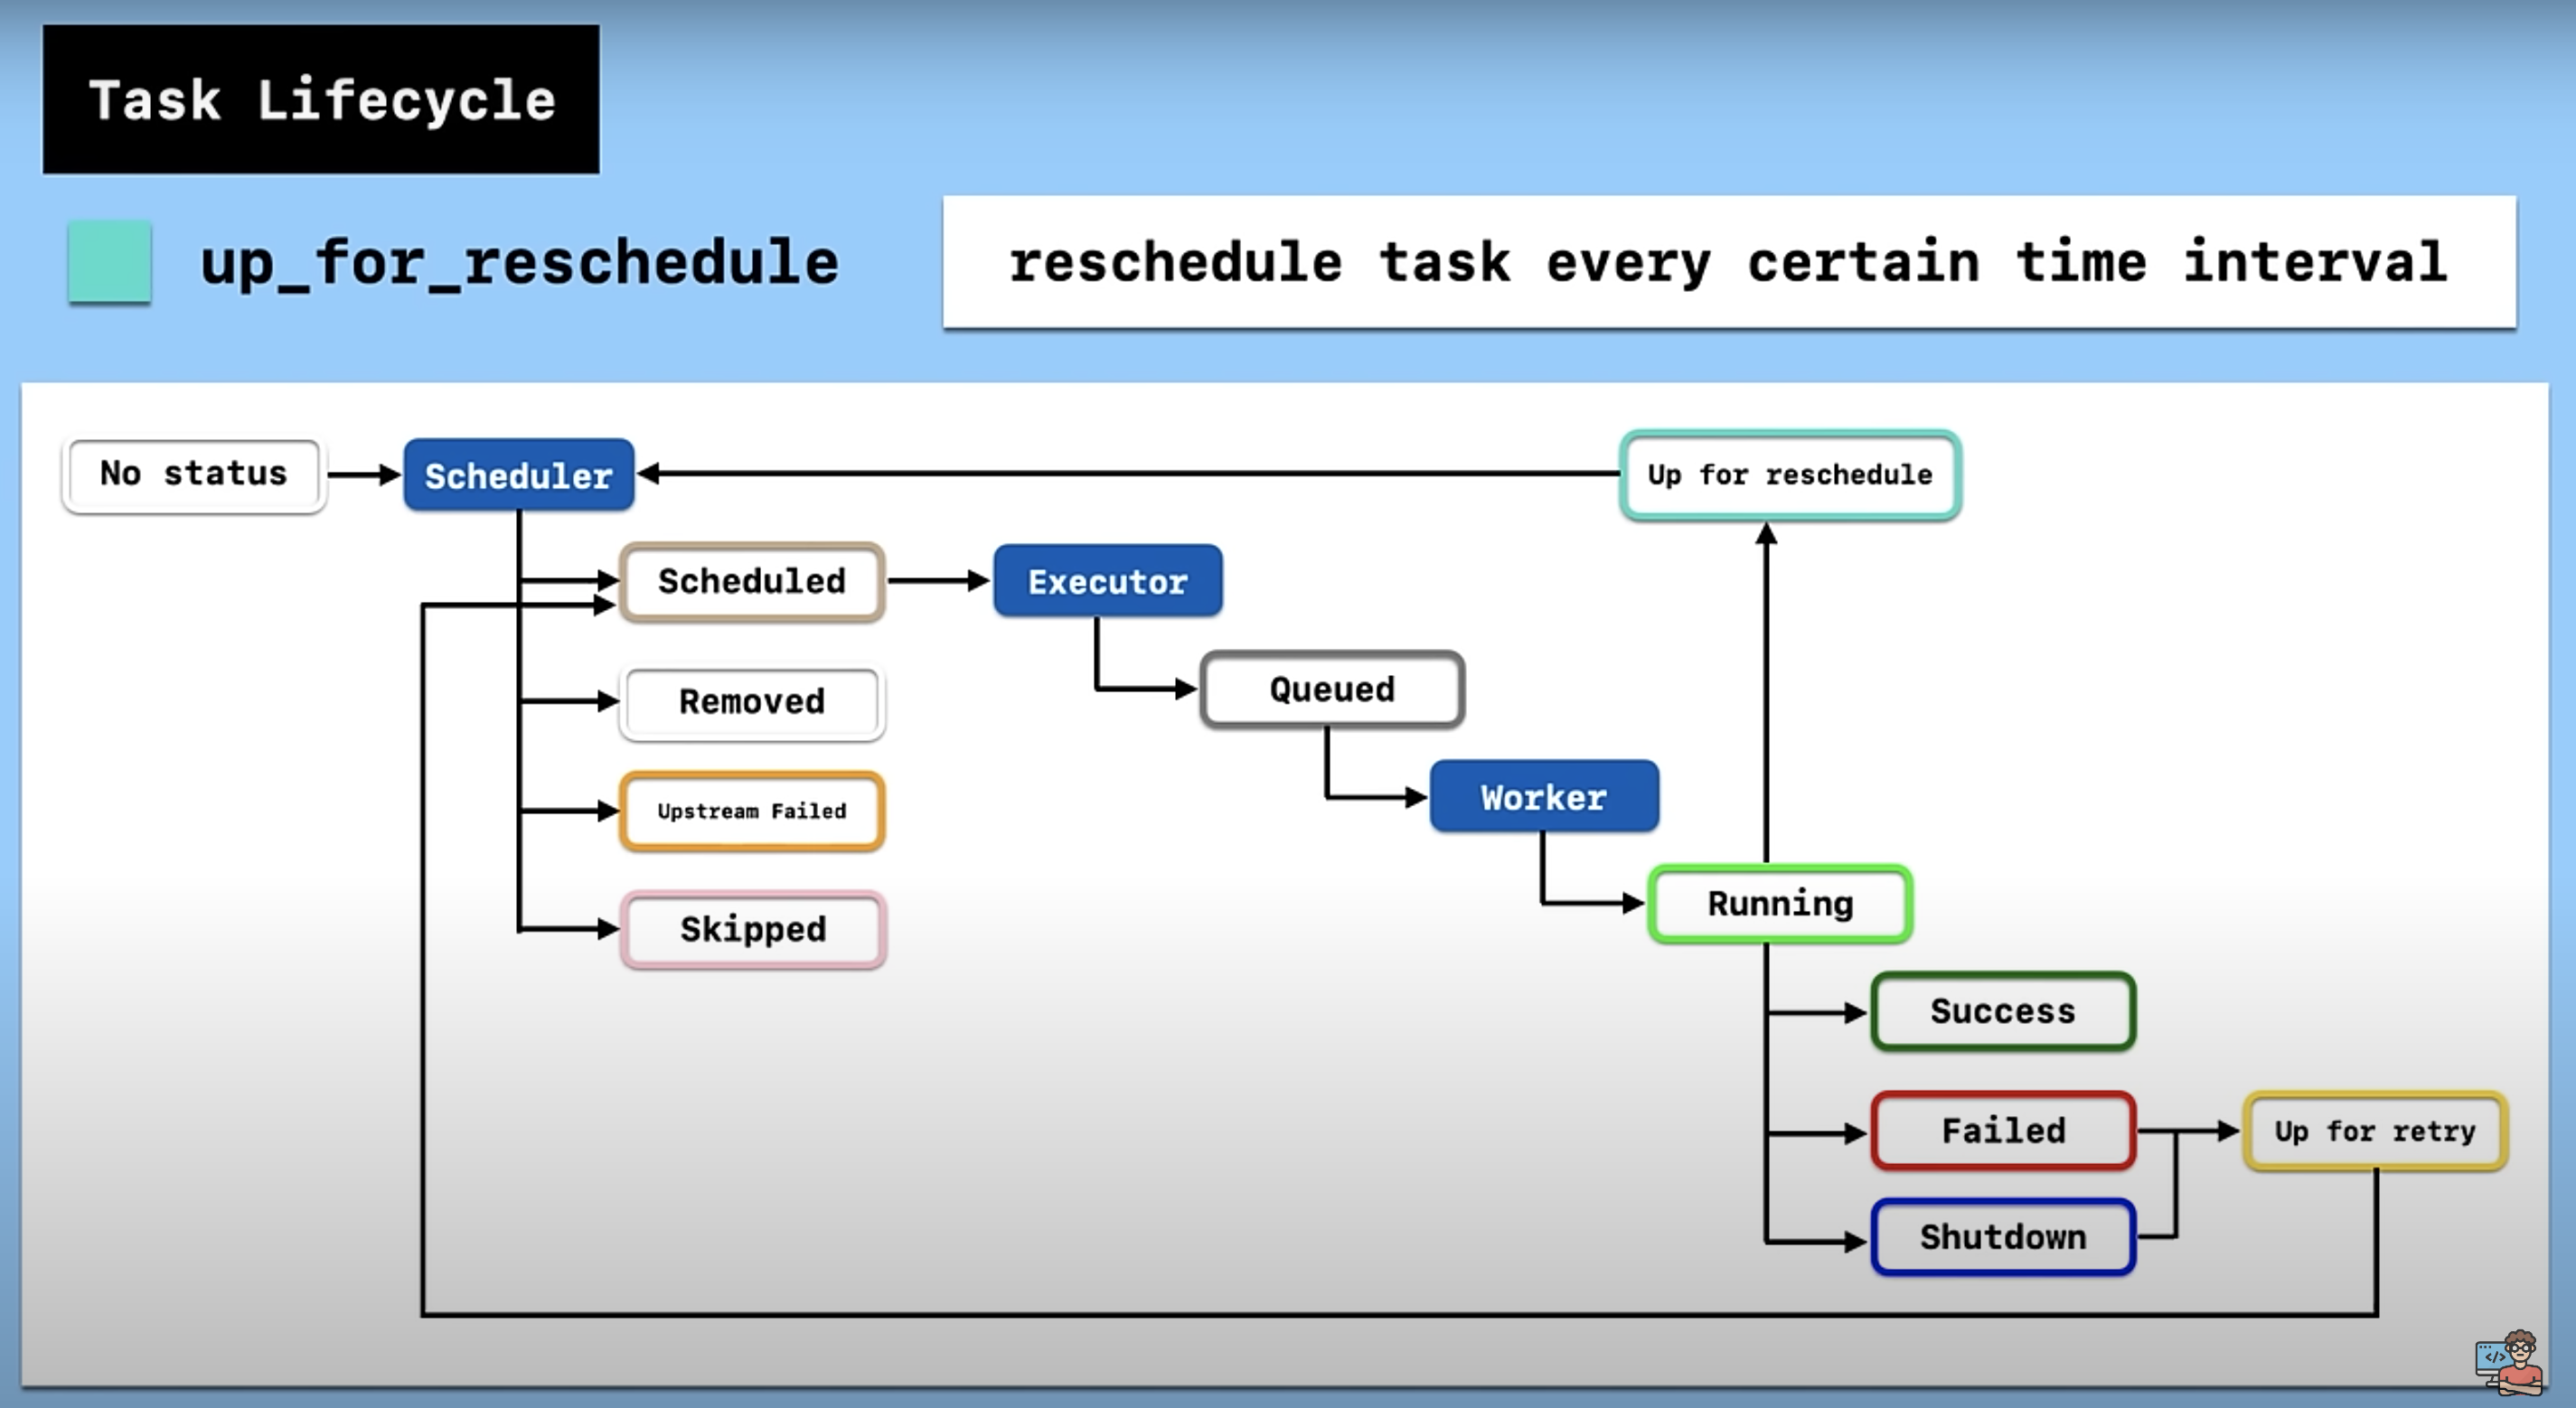 Task Lifecycle
up_for_reschedule
reschedule task every certain time interval
No status
Scheduler
Up for reschedule
Scheduled
Executor
Removed
Queued
Upstream Failed
Worker
Skipped
Running
Success
Failed
Up for retry
Shutdown